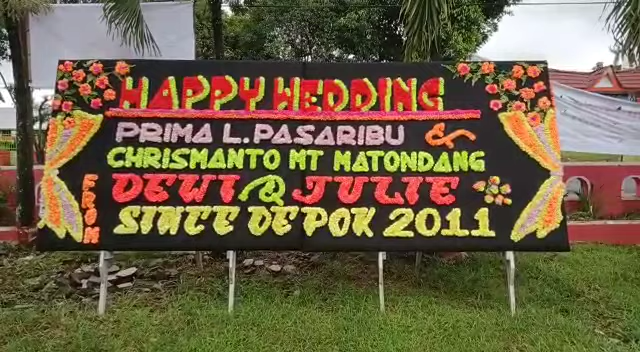 HAPPY WEDDING
PRIMA L. PASARIBU &
CHRISMANTO MT MATONDANG
FROM
DEWI & JULIE
SINCE DEPOK 2011